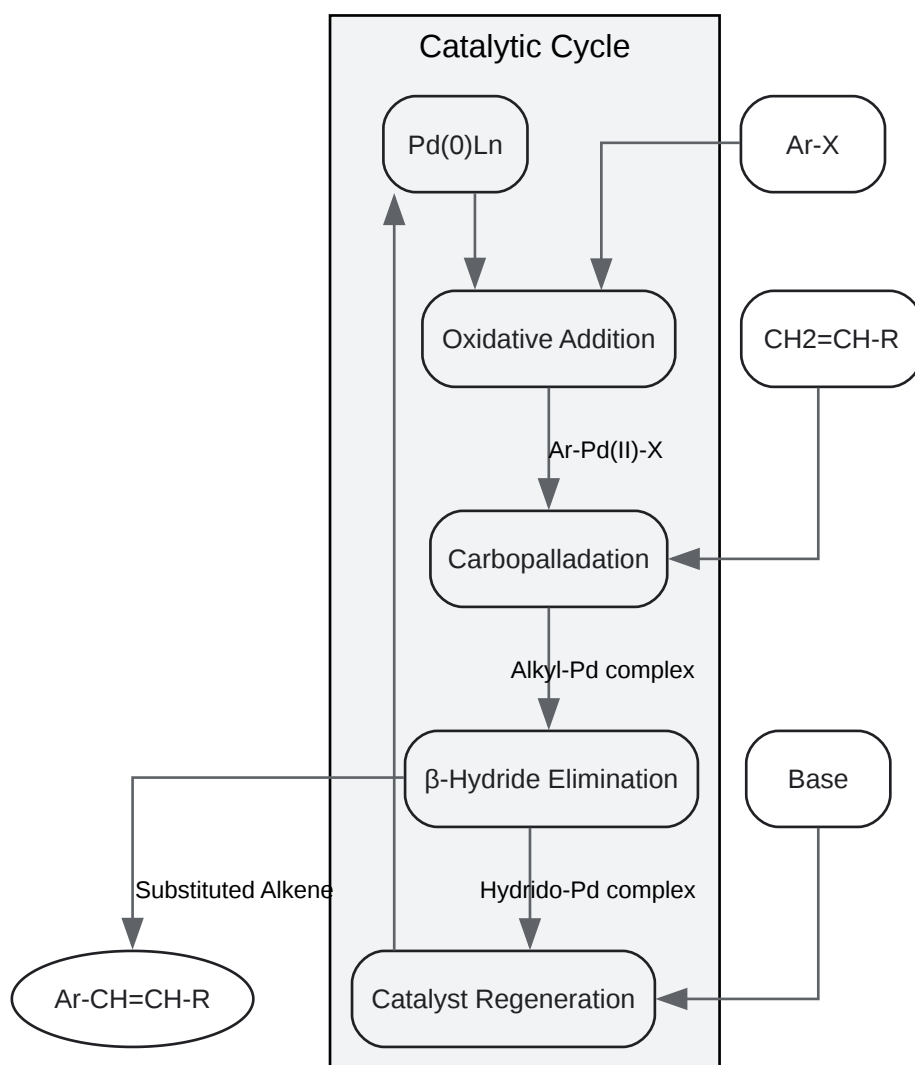 Catalytic Cycle
Pd(0)Ln
Ar-X
Oxidative Addition
CH2=CH-R
Ar-Pd(II)-X
Carbopalladation
Alkyl-Pd complex
β-Hydride Elimination
Base
Substituted Alkene
Hydrido-Pd complex
Ar-CH=CH-R
Catalyst Regeneration